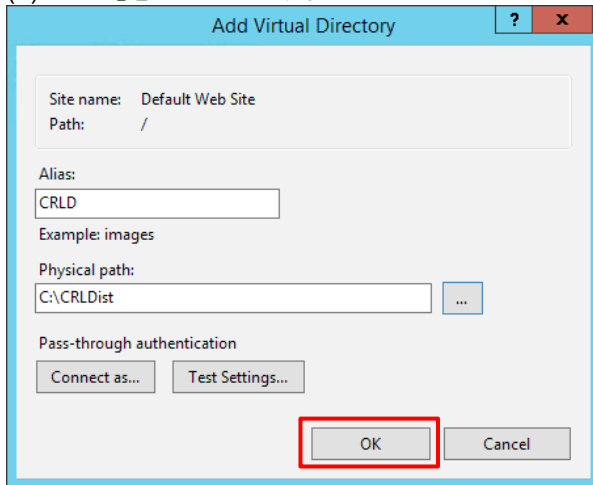 Add Virtual Directory
? x
Site name: Default Web Site
Path: /
Alias:
CRLD
Example: images
Physical path:
C:\CRLDist
...
Pass-through authentication
Connect as... Test Settings...
OK Cancel